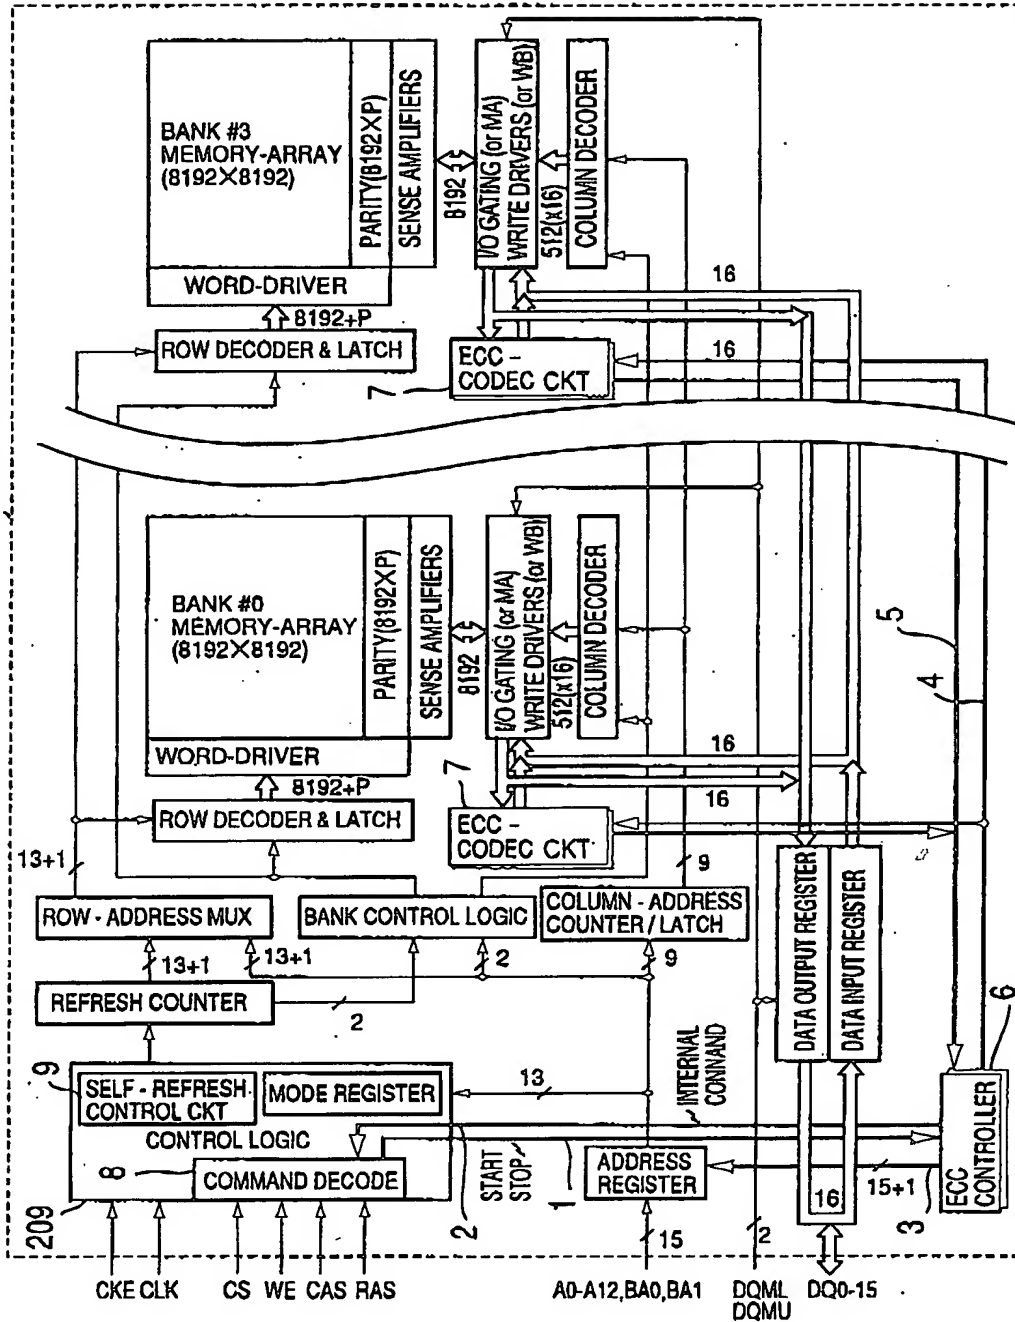 BANK #3
MEMORY-ARRAY
(8192×8192)
PARITY(8192XP)
SENSE AMPLIFIERS
WORD-DRIVER
8192+P
ROW DECODER & LATCH
8192
I/O GATING (or MA)
WRITE DRIVERS (or WB)
512(x16)
COLUMN DECODER
16
ECC -
CODEC CKT
7
16
BANK #0
MEMORY-ARRAY
(8192×8192)
PARITY(8192XP)
SENSE AMPLIFIERS
WORD-DRIVER
8192+P
ROW DECODER & LATCH
8192
I/O GATING (or MA)
WRITE DRIVERS (or WB)
512(x16)
COLUMN DECODER
5
4
16
16
7
ECC -
CODEC CKT
13+1
9
ROW - ADDRESS MUX
BANK CONTROL LOGIC
COLUMN - ADDRESS
COUNTER / LATCH
DATA OUTPUT REGISTER
DATA INPUT REGISTER
13+1
13+1
2
9
REFRESH COUNTER
2
9
SELF - REFRESH
CONTROL CKT
MODE REGISTER
CONTROL LOGIC
8
COMMAND DECODE
209
13
INTERNAL
CONNAND
START
STOP
2
1
ADDRESS
REGISTER
15
2
16
15+1
3
6
ECC
CONTROLLER
CKE
CLK
CS
WE
CAS
RAS
A0-A12,BA0,BA1
DQML
DQMU
DQ0-15